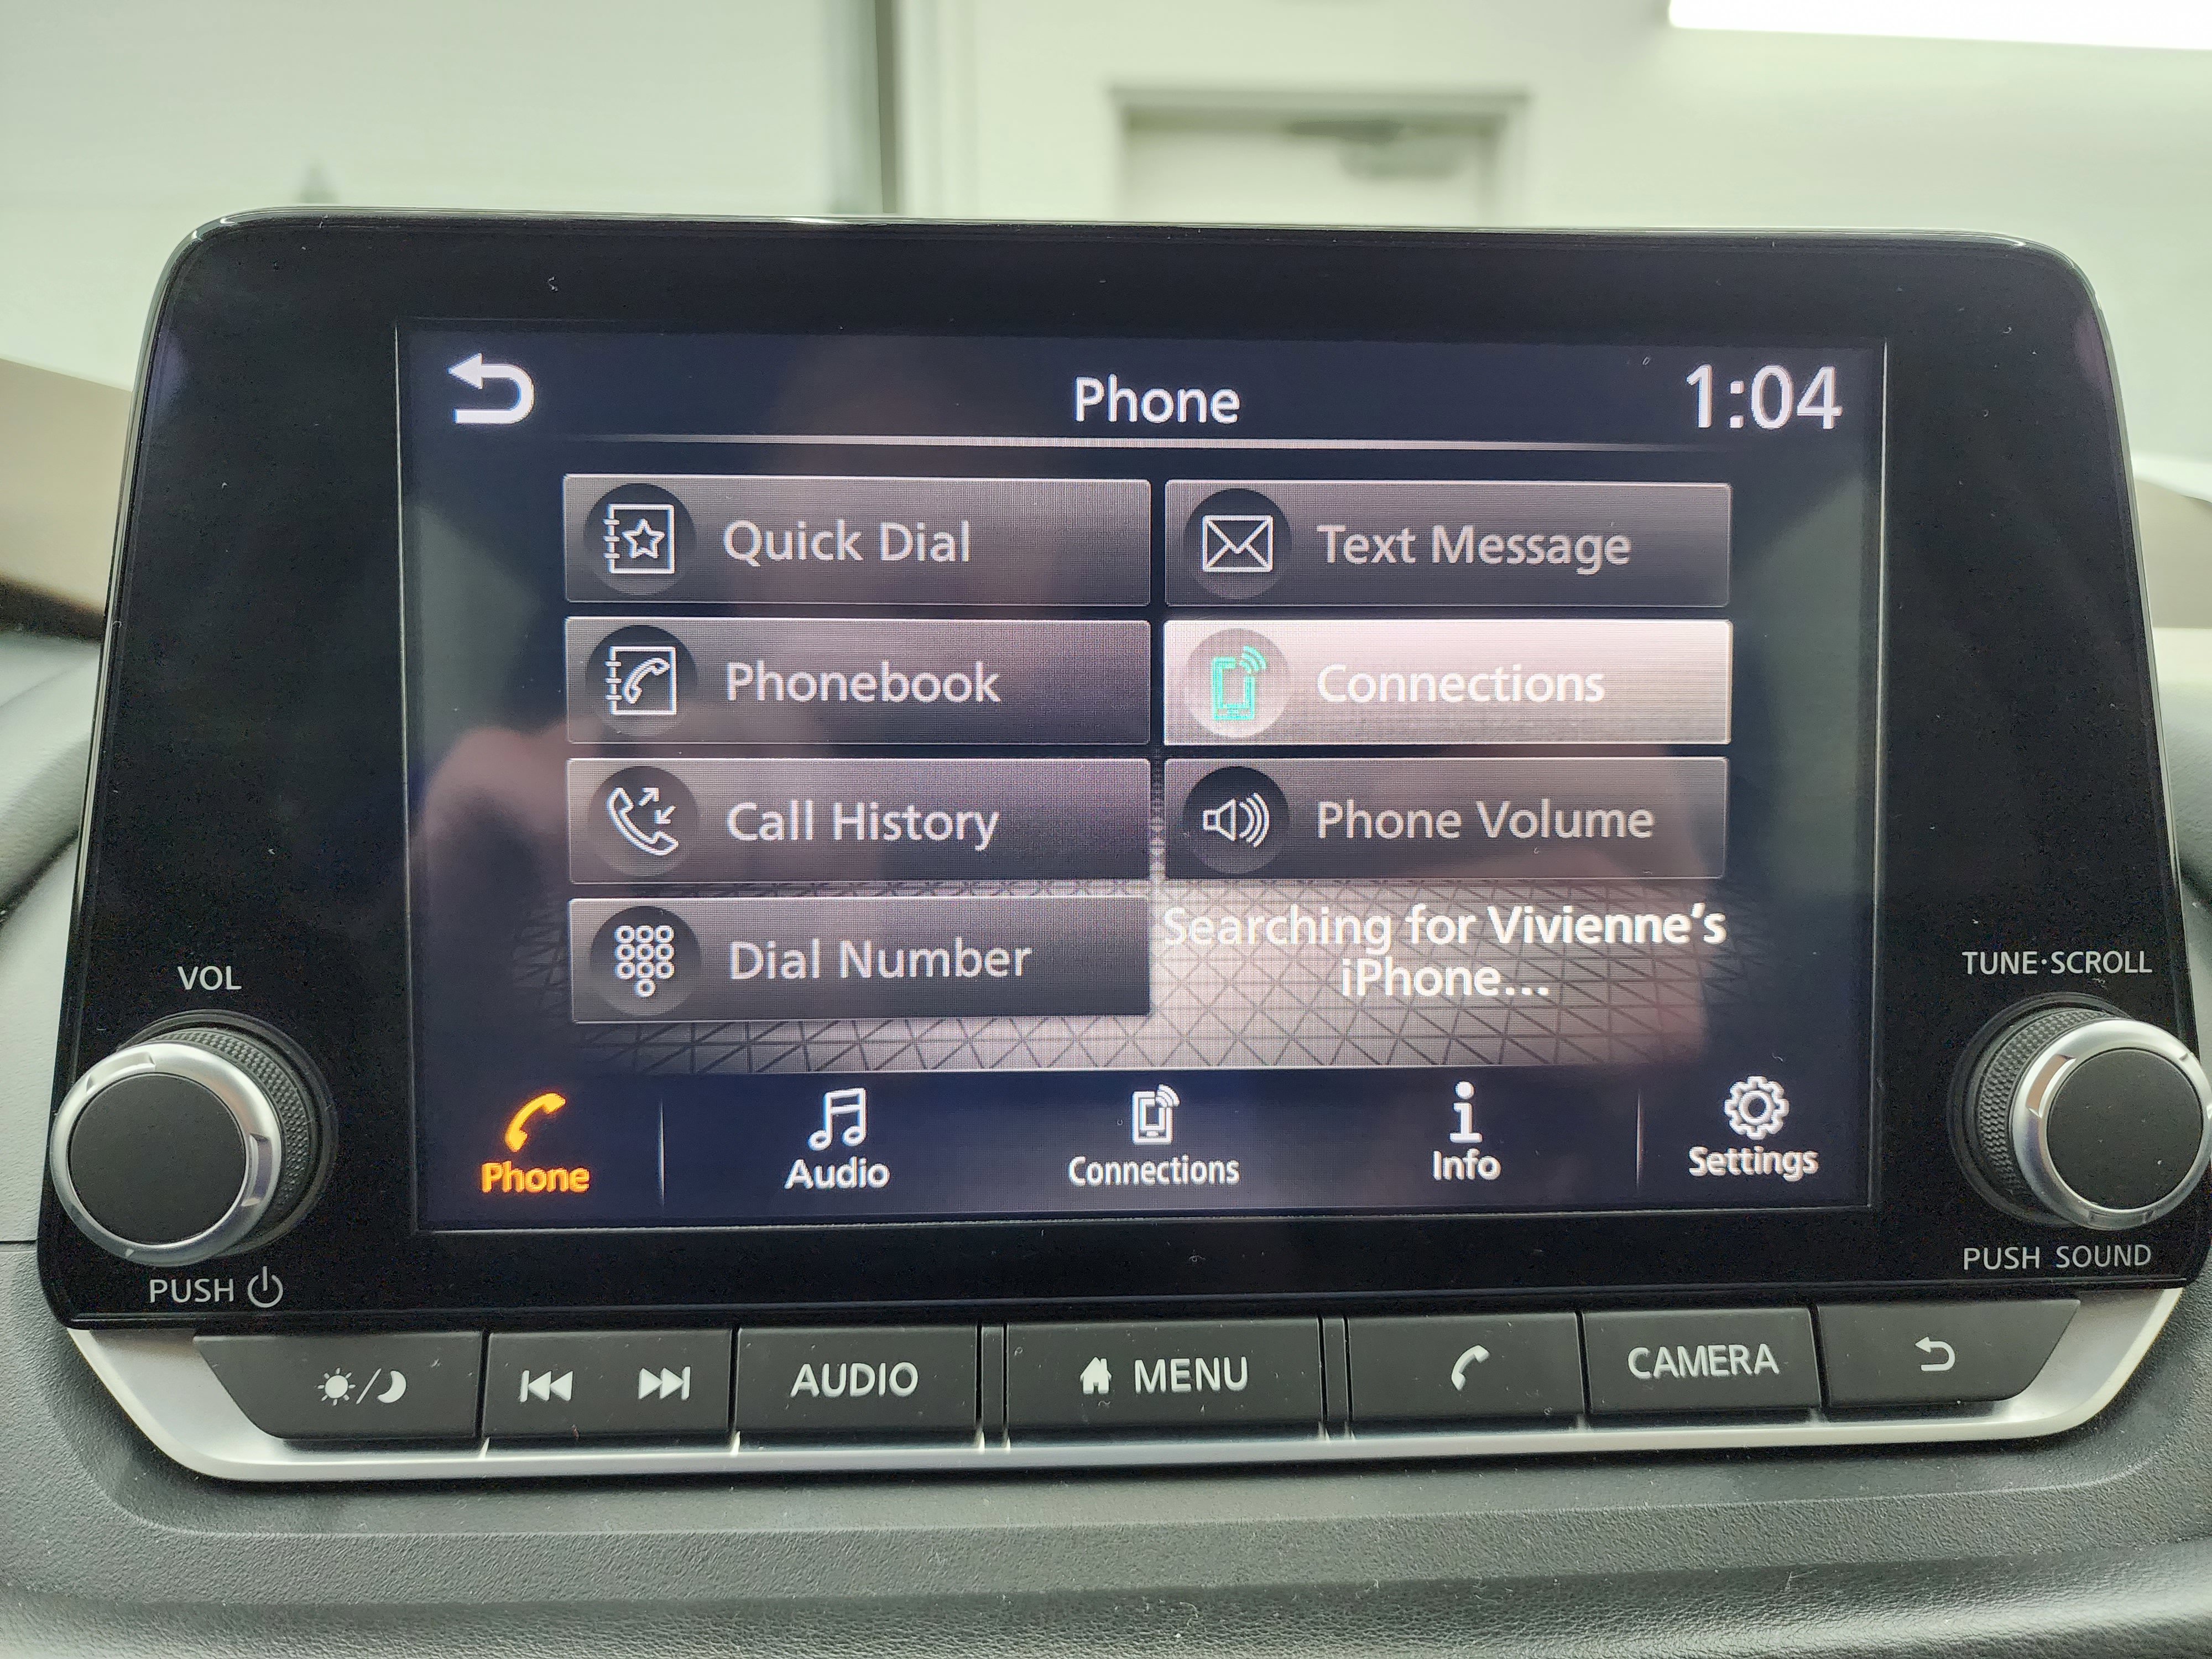 Phone
1:04
Quick Dial
Text Message
Phonebook
Connections
Call History
Phone Volume
Dial Number
Searching for Vivienne’s
iPhone...
Phone
Audio
Connections
Info
Settings
VOL
PUSH
TUNE·SCROLL
PUSH SOUND
AUDIO
MENU
CAMERA